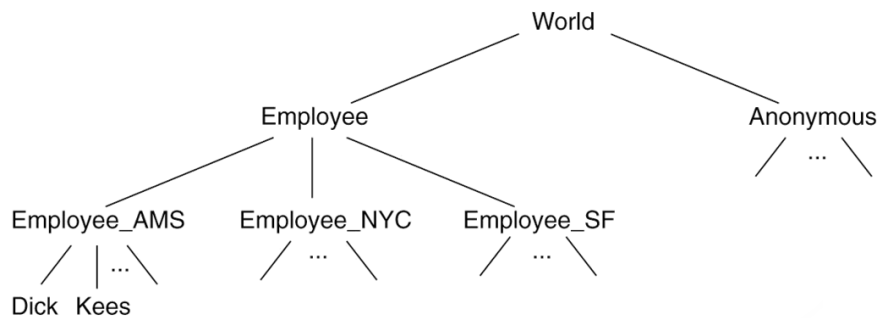 World
Employee Anonymous
...
Employee_AMS Employee_NYC Employee_SF
... ... ...
Dick Kees